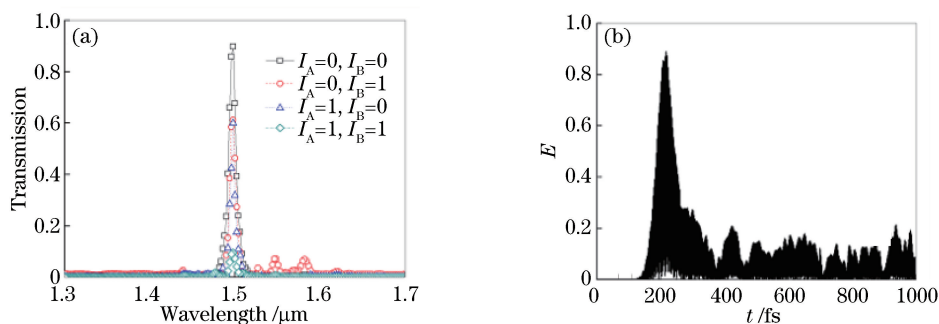 (a)
1.0
0.8
0.6
0.4
0.2
0
Transmission
I_A=0, I_B=0
I_A=0, I_B=1
I_A=1, I_B=0
I_A=1, I_B=1
1.3 1.4 1.5 1.6 1.7
Wavelength /μm
(b)
1.0
0.8
0.6
0.4
0.2
0
E
0 200 400 600 800 1000
t /fs